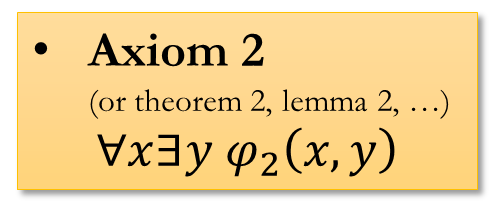 • Axiom 2
(or theorem 2, lemma 2, …)
∀x∃y φ₂(x, y)